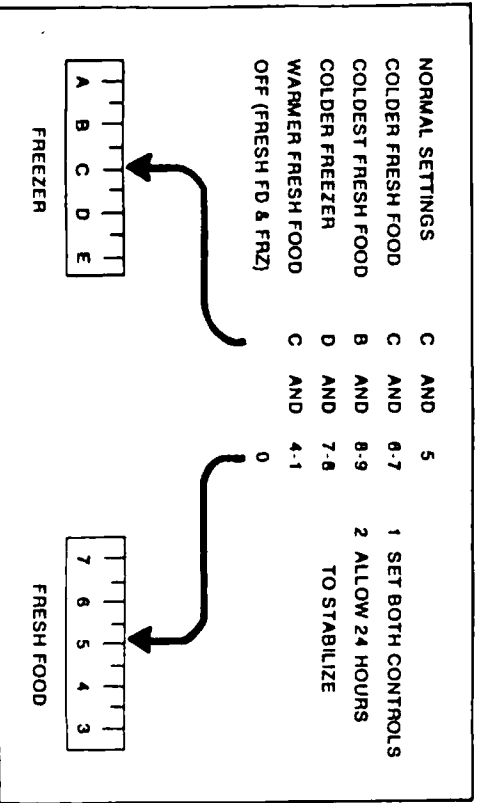 NORMAL SETTINGS C AND 5
COLDER FRESH FOOD C AND 6-7 1 SET BOTH CONTROLS
COLDEST FRESH FOOD B AND 8-9 2 ALLOW 24 HOURS
COLDER FREEZER D AND 7-8 TO STABILIZE
WARMER FRESH FOOD C AND 4-1
OFF (FRESH FD & FRZ) 0
A B C D E 7 6 5 4 3
FREEZER FRESH FOOD